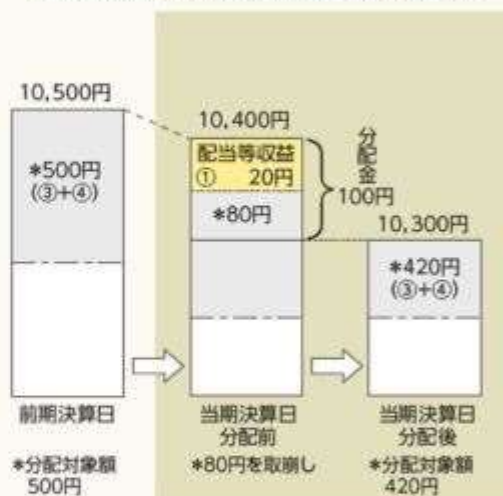 10,500円
*500円
(③+④)
10,400円
配当等収益
① 20円
*80円
分配金
100円
10,300円
*420円
(③+④)
前期決算日
当期決算日
分配前
当期決算日
分配後
*分配対象額
500円
*80円を取崩し
*分配対象額
420円